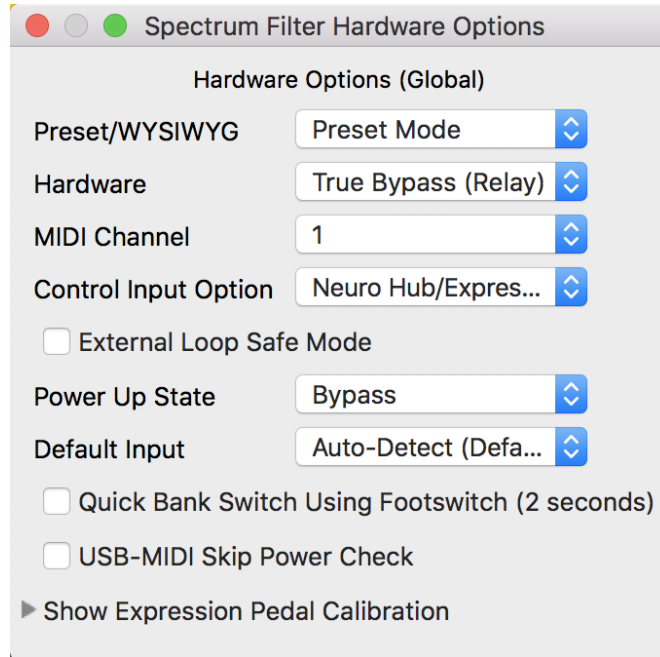 Spectrum Filter Hardware Options
Hardware Options (Global)
Preset/WYSIWYG Preset Mode
Hardware True Bypass (Relay)
MIDI Channel 1
Control Input Option Neuro Hub/Expres...
External Loop Safe Mode
Power Up State Bypass
Default Input Auto-Detect (Defa...
Quick Bank Switch Using Footswitch (2 seconds)
USB-MIDI Skip Power Check
Show Expression Pedal Calibration